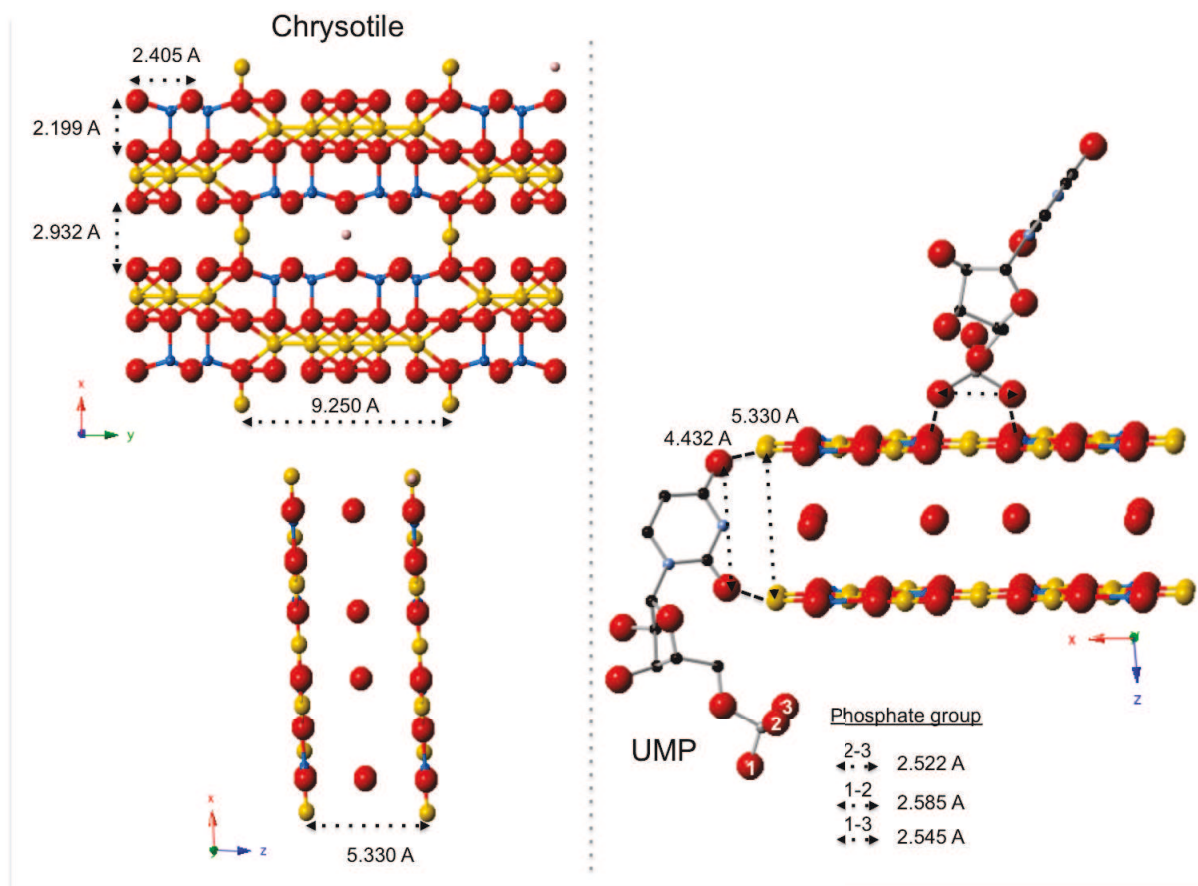 Chrysotile
2.405 A
2.199 A
2.932 A
9.250 A
x
y
5.330 A
x
y
z
5.330 A
4.432 A
x
y
z
UMP
1
2
3
Phosphate group
2-3
2.522 A
1-2
2.585 A
1-3
2.545 A